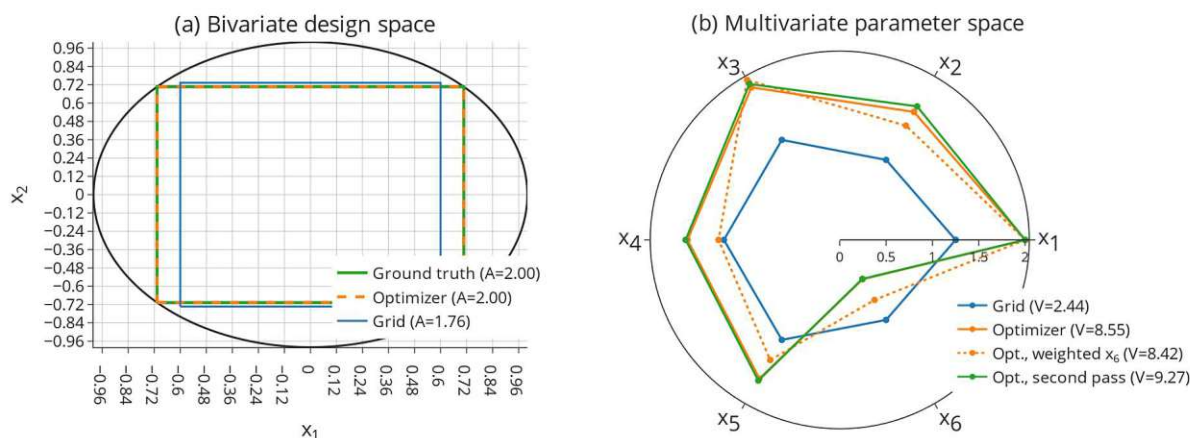 (a) Bivariate design space
0.96
0.84
0.72
0.6
0.48
0.36
0.24
0.12
0
−0.12
−0.24
−0.36
−0.48
−0.6
−0.72
−0.84
−0.96
x₂
Ground truth (A=2.00)
Optimizer (A=2.00)
Grid (A=1.76)
−0.96
−0.84
−0.72
−0.6
−0.48
−0.36
−0.24
−0.12
0
0.12
0.24
0.36
0.48
0.6
0.72
0.84
0.96
x₁
(b) Multivariate parameter space
x₃
x₂
x₄
x₁
0
0.5
1
1.5
2
x₅
x₆
Grid (V=2.44)
Optimizer (V=8.55)
Opt., weighted x₆ (V=8.42)
Opt., second pass (V=9.27)